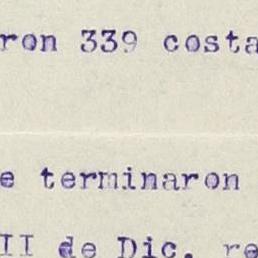 ron 339 costa
e terminaron
II de Dic. re